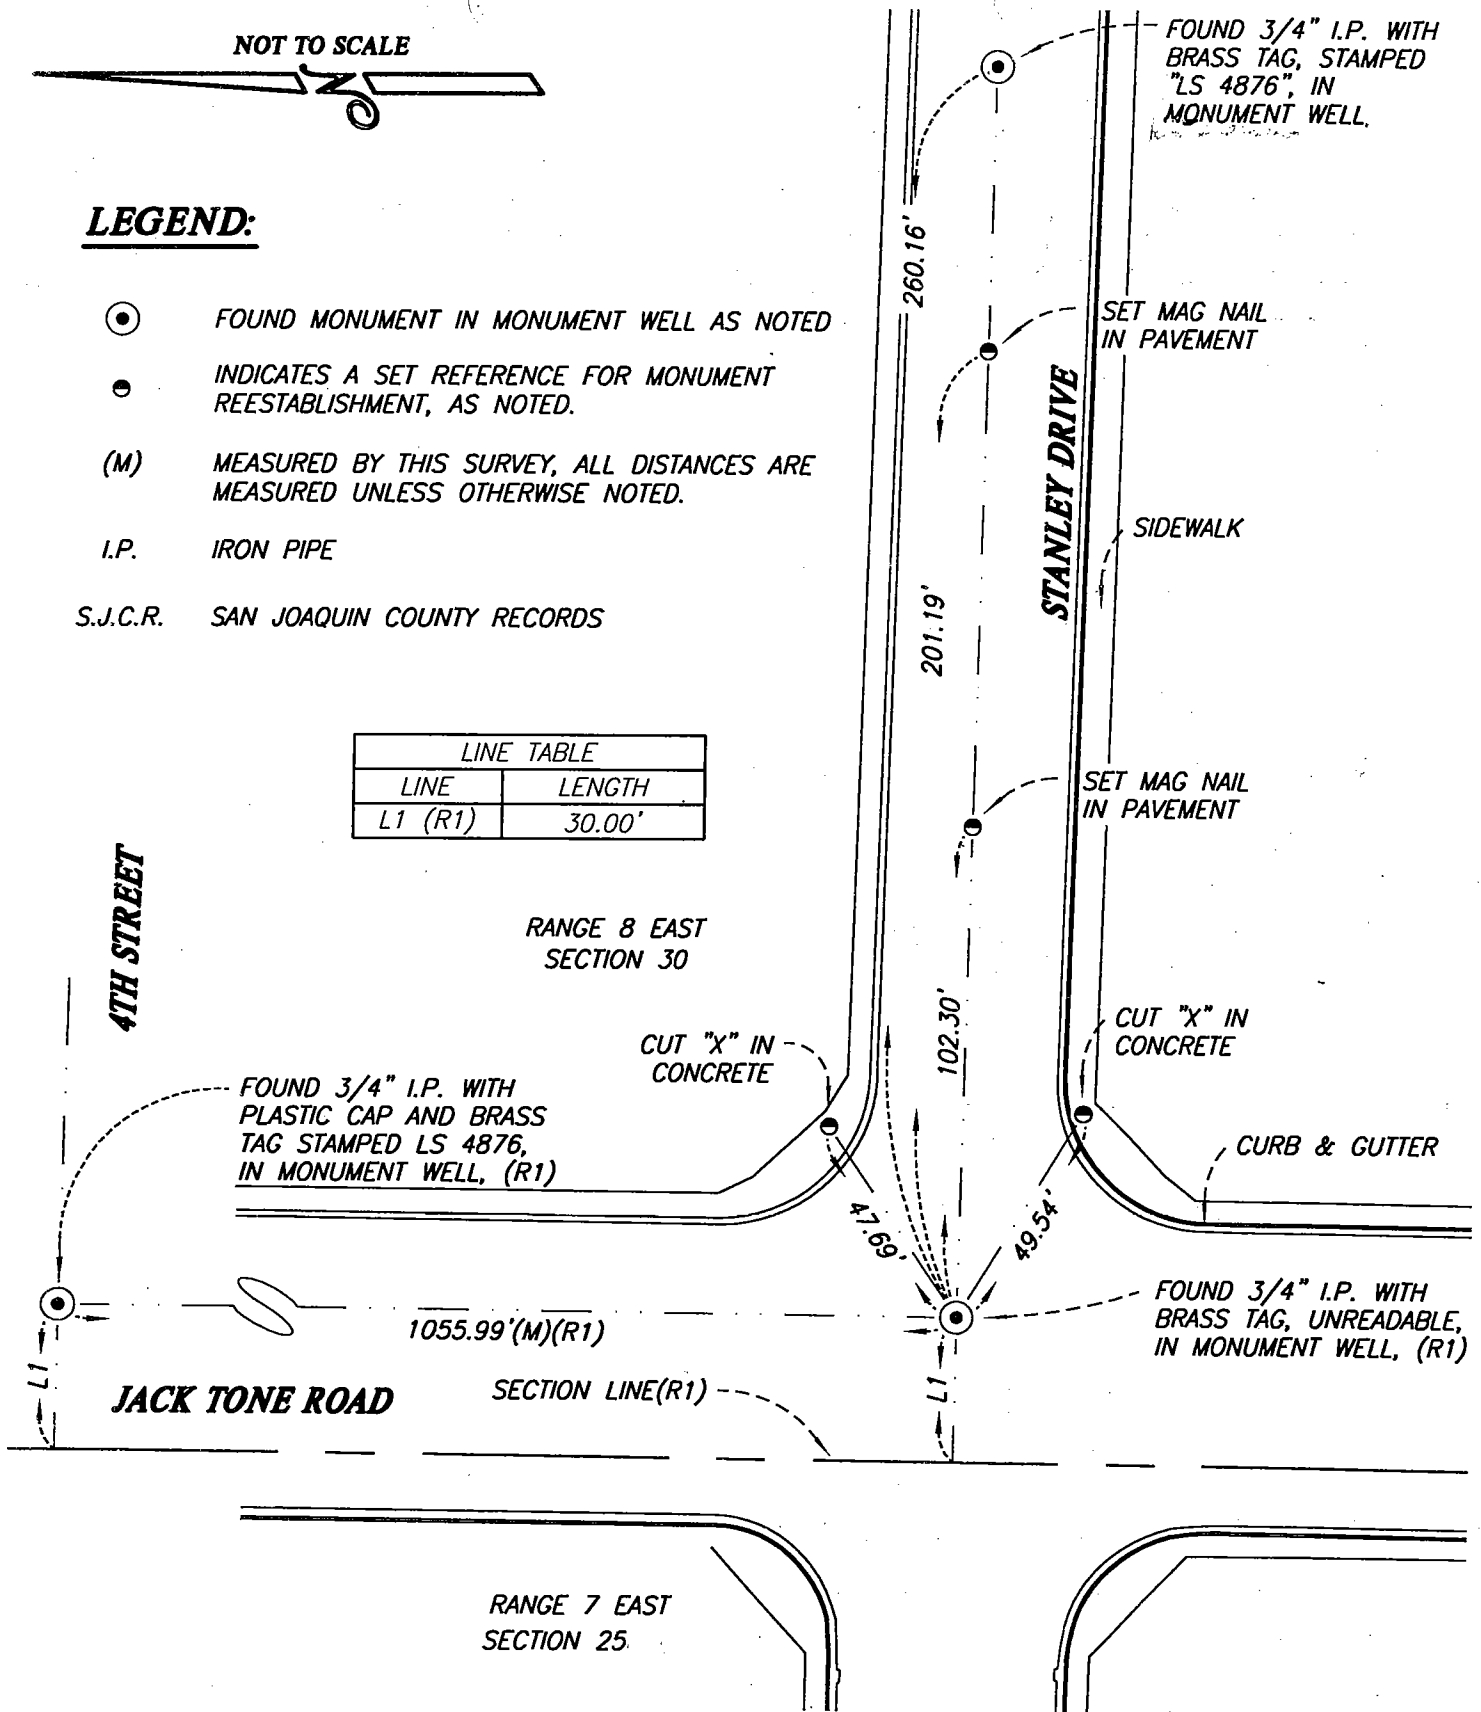 NOT TO SCALE
N
FOUND 3/4" I.P. WITH
BRASS TAG, STAMPED
"LS 4876", IN
MONUMENT WELL.
LEGEND:
FOUND MONUMENT IN MONUMENT WELL AS NOTED
INDICATES A SET REFERENCE FOR MONUMENT
REESTABLISHMENT, AS NOTED.
(M) MEASURED BY THIS SURVEY, ALL DISTANCES ARE
MEASURED UNLESS OTHERWISE NOTED.
I.P. IRON PIPE
S.J.C.R. SAN JOAQUIN COUNTY RECORDS
260.16'
SET MAG NAIL
IN PAVEMENT
STANLEY DRIVE
SIDEWALK
201.19'
LINE TABLE
LINE LENGTH
L1 (R1) 30.00'
SET MAG NAIL
IN PAVEMENT
4TH STREET
RANGE 8 EAST
SECTION 30
102.30'
CUT "X" IN
CONCRETE
CUT "X" IN
CONCRETE
FOUND 3/4" I.P. WITH
PLASTIC CAP AND BRASS
TAG STAMPED LS 4876,
IN MONUMENT WELL, (R1)
CURB & GUTTER
47.69'
49.54'
FOUND 3/4" I.P. WITH
BRASS TAG, UNREADABLE,
IN MONUMENT WELL, (R1)
1055.99'(M)(R1)
L1
L1
JACK TONE ROAD
SECTION LINE(R1)
RANGE 7 EAST
SECTION 25